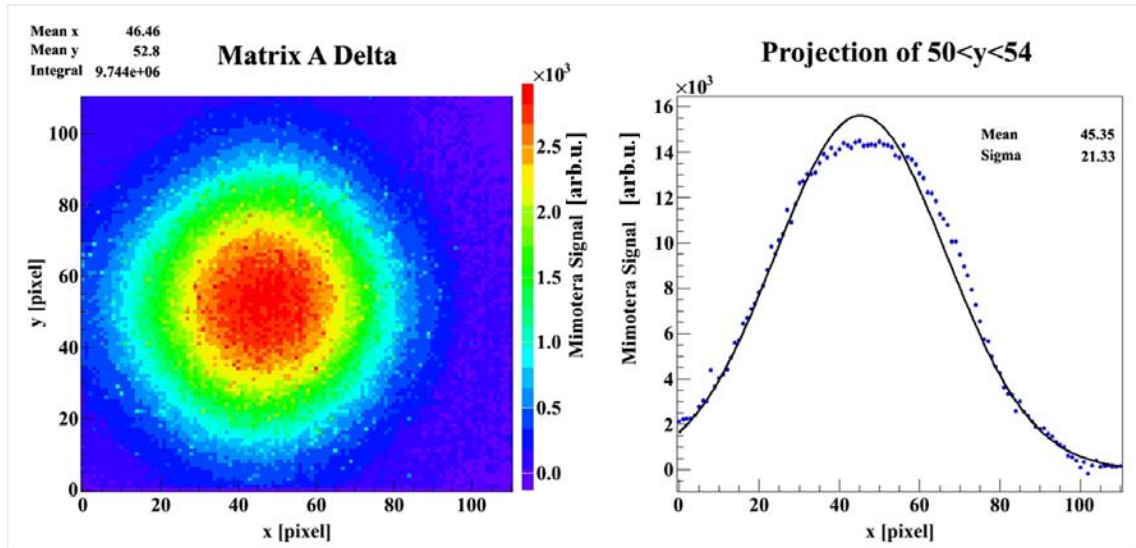 Mean x 46.46
Mean y 52.8
Integral 9.744e+06
Matrix A Delta
×10³
Mimotera Signal [arb.u.]
2.5
2.0
1.5
1.0
0.5
0.0
y [pixel]
100
80
60
40
20
0
0 20 40 60 80 100
x [pixel]
Projection of 50<y<54
×10³
Mean 45.35
Sigma 21.33
Mimotera Signal [arb.u.]
16
14
12
10
8
6
4
2
0
0 20 40 60 80 100
x [pixel]